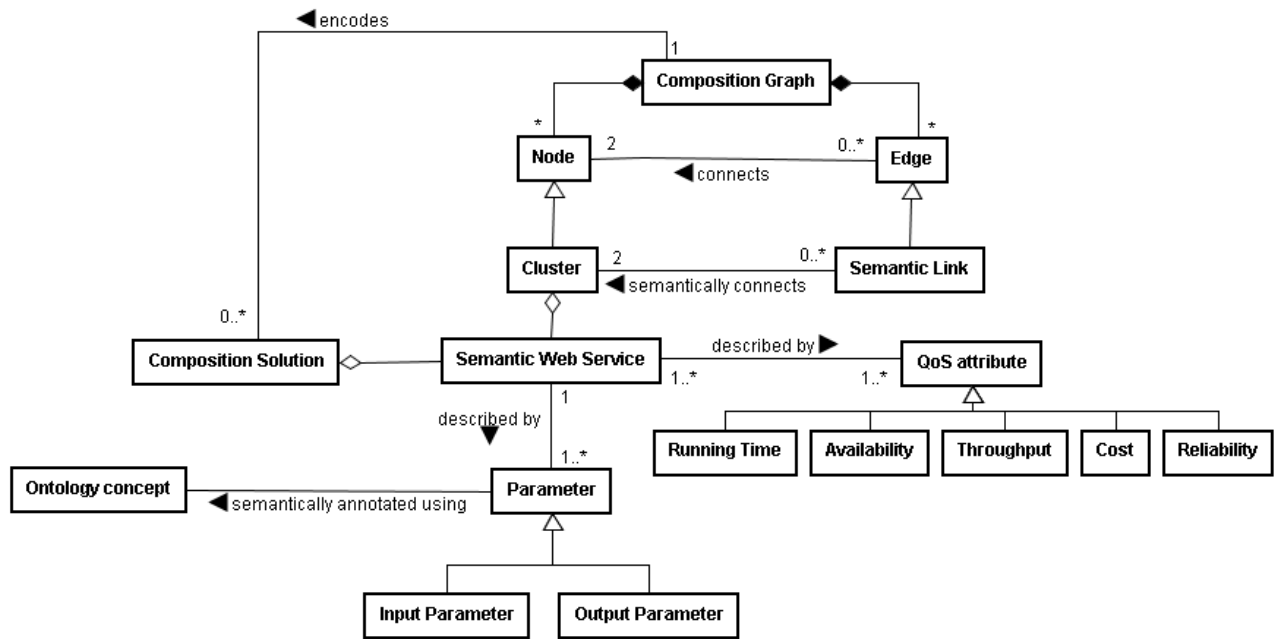 encodes
1
Composition Graph
*
*
Node
2
0..*
Edge
connects
Cluster
2
0..*
Semantic Link
semantically connects
0..*
Composition Solution
Semantic Web Service
described by
1..*
1..*
QoS attribute
1
described by
1..*
Running Time
Availability
Throughput
Cost
Reliability
Ontology concept
semantically annotated using
Parameter
Input Parameter
Output Parameter